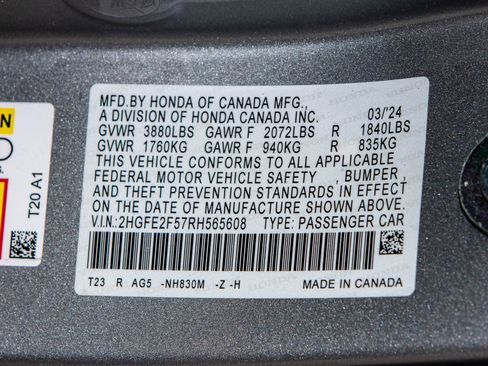 MFD.BY HONDA OF CANADA MFG.,
A DIVISION OF HONDA CANADA INC. 03/'24
GVWR 3880LBS GAWR F 2072LBS R 1840LBS
GVWR 1760KG GAWR F 940KG R 835KG
THIS VEHICLE CONFORMS TO ALL APPLICABLE
FEDERAL MOTOR VEHICLE SAFETY , BUMPER ,
AND THEFT PREVENTION STANDARDS IN EFFECT
ON THE DATE OF MANUFACTURE SHOWN ABOVE.
V.I.N.:2HGFE2F57RH565608 TYPE: PASSENGER CAR
T23 R AG5 -NH830M -Z -H MADE IN CANADA
T20 A1